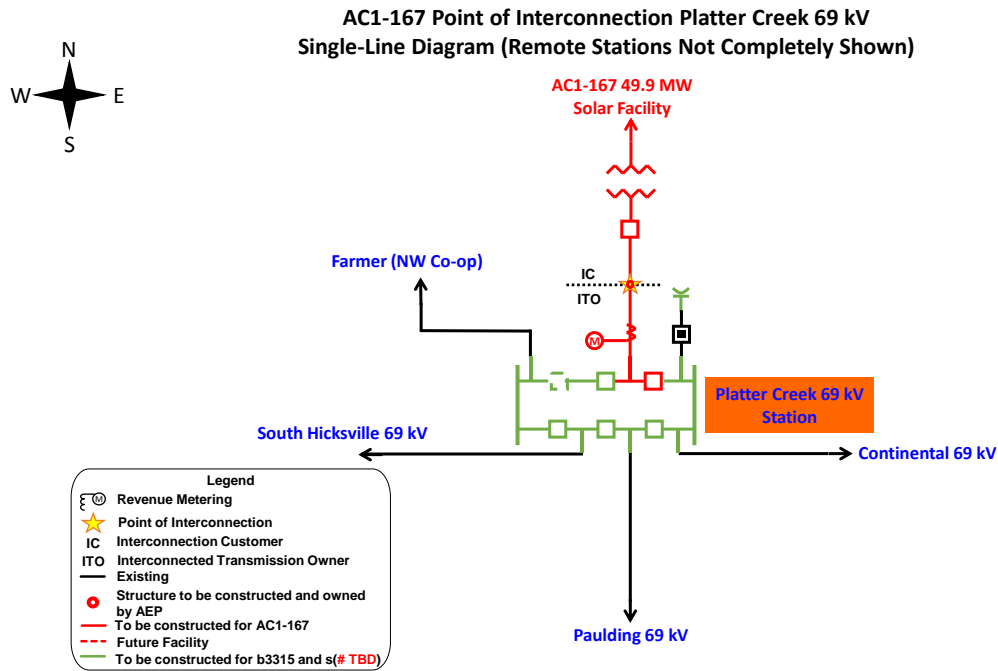 AC1-167 Point of Interconnection Platter Creek 69 kV
Single-Line Diagram (Remote Stations Not Completely Shown)
N
W
E
S
AC1-167 49.9 MW
Solar Facility
Farmer (NW Co-op)
IC
ITO
M
Platter Creek 69 kV
Station
South Hicksville 69 kV
Continental 69 kV
Paulding 69 kV
Legend
M Revenue Metering
Point of Interconnection
IC Interconnection Customer
ITO Interconnected Transmission Owner
Existing
Structure to be constructed and owned
by AEP
To be constructed for AC1-167
Future Facility
To be constructed for b3315 and s(# TBD)